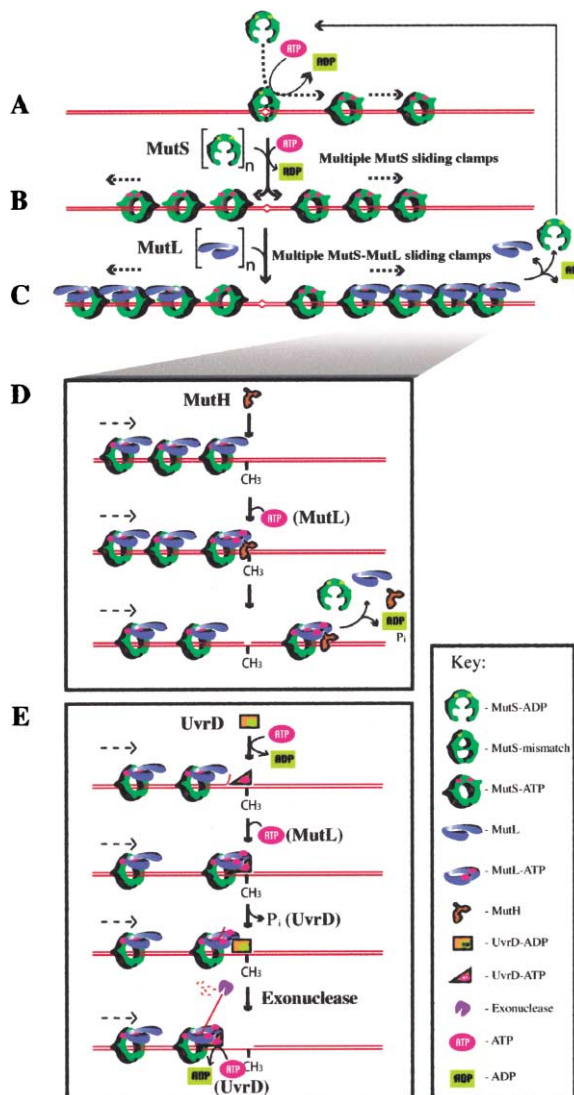 ATP
ADP
A
MutS [ ]n ATP
ADP
Multiple MutS sliding clamps
B
MutL [ ]n
Multiple MutS-MutL sliding clamps
C
D
MutH
CH3
ATP (MutL)
CH3
ADP
Pi
CH3
E
UvrD
ATP
ADP
CH3
ATP (MutL)
CH3
Pi (UvrD)
CH3
Exonuclease
ADP ATP CH3
(UvrD)
Key:
- MutS-ADP
- MutS-mismatch
- MutS-ATP
- MutL
- MutL-ATP
- MutH
- UvrD-ADP
- UvrD-ATP
- Exonuclease
ATP - ATP
ADP - ADP